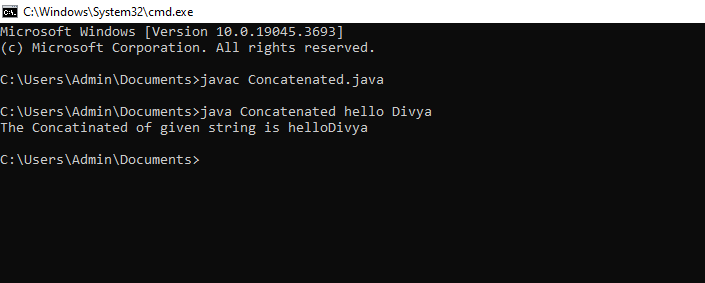 C:\Windows\System32\cmd.exe
Microsoft Windows [Version 10.0.19045.3693]
(c) Microsoft Corporation. All rights reserved.
C:\Users\Admin\Documents>javac Concatenated.java
C:\Users\Admin\Documents>java Concatenated hello Divya
The Concatinated of given string is helloDivya
C:\Users\Admin\Documents>